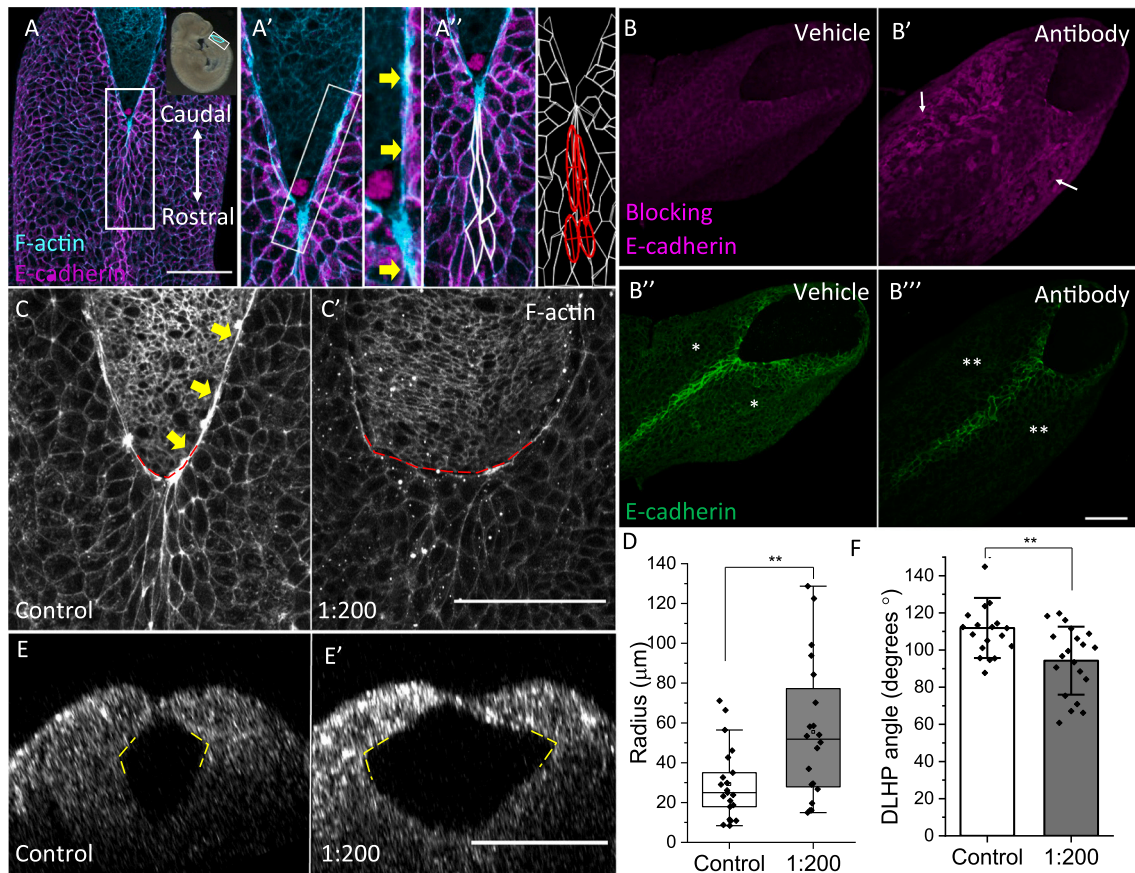 A
Caudal
Rostral
F-actin
E-cadherin
A'
A''
B
Vehicle
Blocking
E-cadherin
B'
Antibody
B''
Vehicle
*
*
E-cadherin
B'''
Antibody
**
**
C
Control
C'
F-actin
1:200
E
Control
E'
1:200
D
**
Radius (μm)
140
120
100
80
60
40
20
0
Control
1:200
F
**
DLHP angle (degrees °)
140
120
100
80
60
40
20
0
Control
1:200